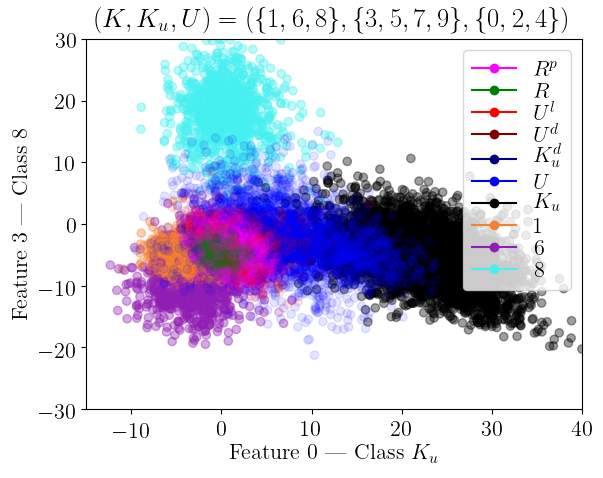 (K, K_u, U) = ({1, 6, 8}, {3, 5, 7, 9}, {0, 2, 4})
Feature 3 — Class 8
30
20
10
0
−10
−20
−30
R^p
R
U^l
U^d
K_u^d
U
K_u
1
6
8
−10
0
10
20
30
40
Feature 0 — Class K_u